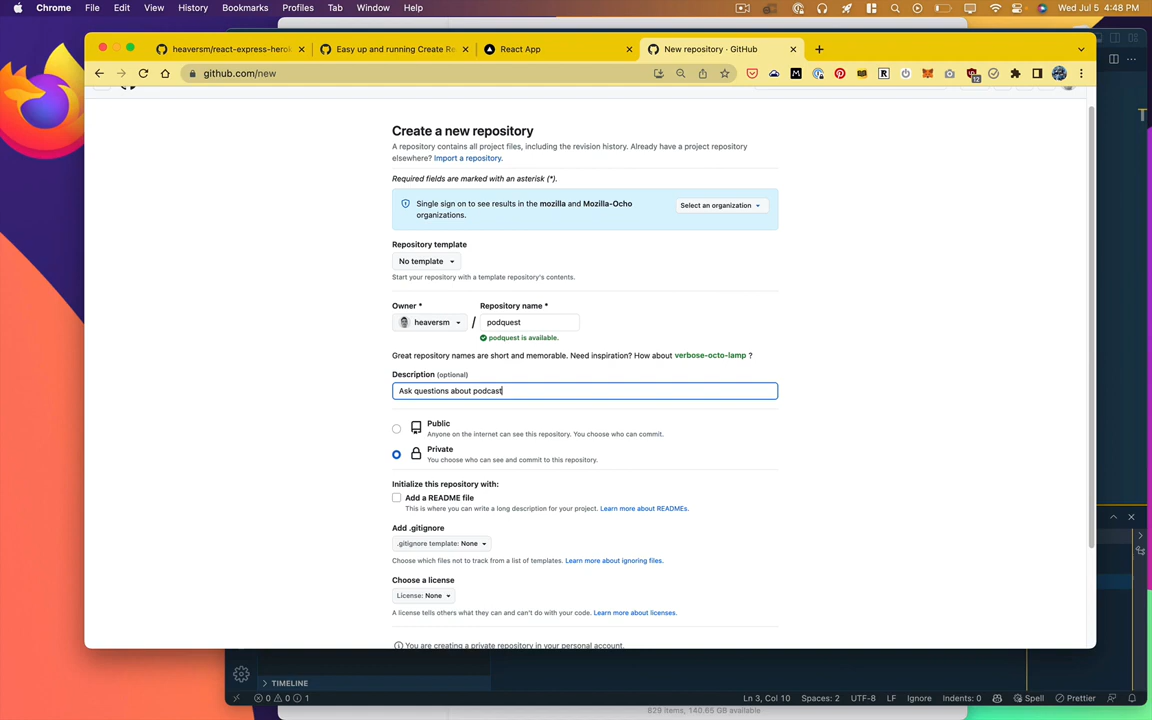 Chrome File Edit View History Bookmarks Profiles Tab Window Help Wed Jul 5 4:48 PM
heaversm/react-express-herok Easy up and running Create Re React App New repository · GitHub
github.com/new
12
Create a new repository
A repository contains all project files, including the revision history. Already have a project repository
elsewhere? Import a repository.
Required fields are marked with an asterisk (*).
Single sign on to see results in the mozilla and Mozilla-Ocho
organizations.
Select an organization
Repository template
No template
Start your repository with a template repository's contents.
Owner * Repository name *
heaversm / podquest
podquest is available.
Great repository names are short and memorable. Need inspiration? How about verbose-octo-lamp ?
Description (optional)
Ask questions about podcast
Public
Anyone on the internet can see this repository. You choose who can commit.
Private
You choose who can see and commit to this repository.
Initialize this repository with:
Add a README file
This is where you can write a long description for your project. Learn more about READMEs.
Add .gitignore
.gitignore template: None
Choose which files not to track from a list of templates. Learn more about ignoring files.
Choose a license
License: None
A license tells others what they can and can't do with your code. Learn more about licenses.
You are creating a private repository in your personal account.
TIMELINE
0 0 1 Ln 3, Col 10 Spaces: 2 UTF-8 LF Ignore Indents: 0 Spell Prettier
829 items, 140.65 GB available